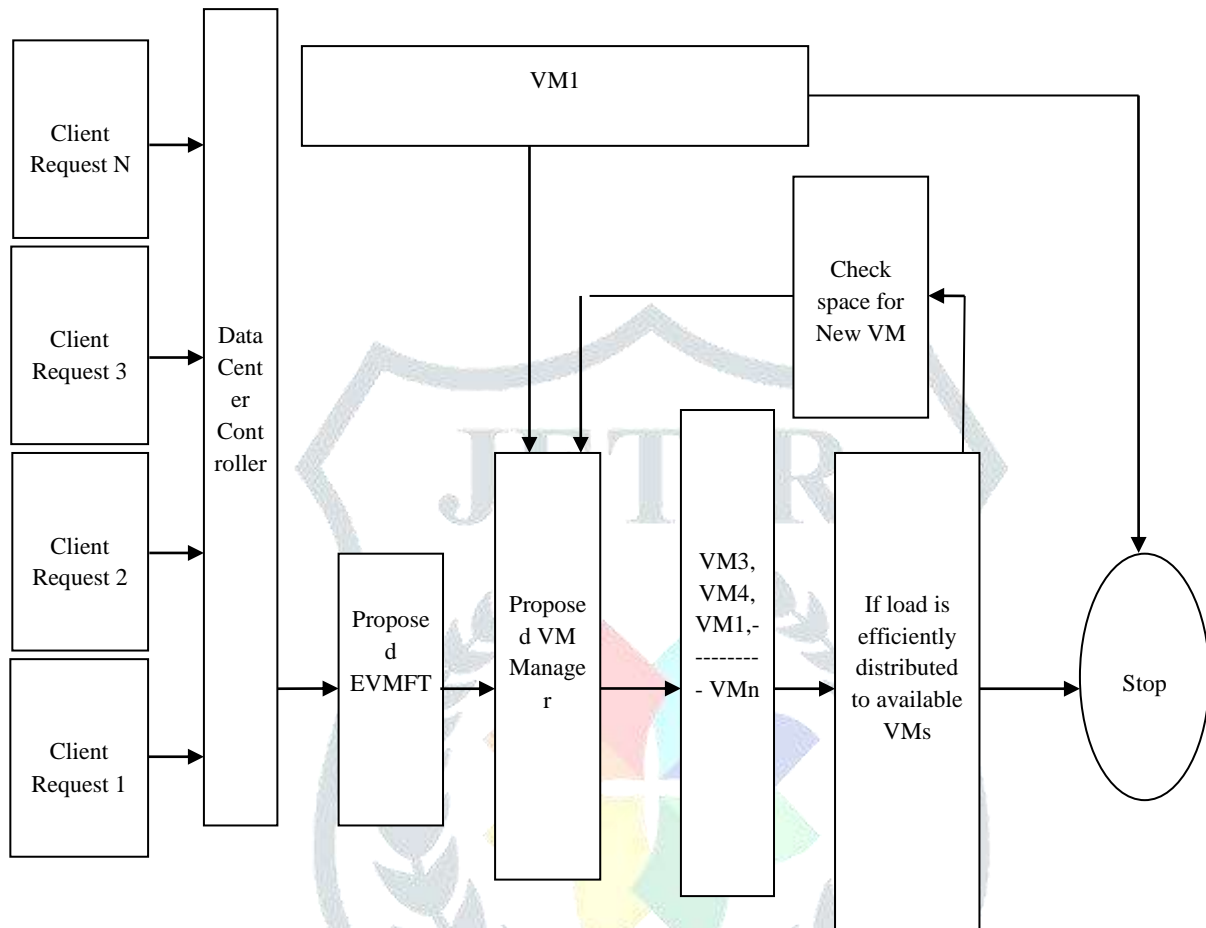 VM1
Client
Request N
Client
Request 3
Client
Request 2
Client
Request 1
Data
Cent
er
Cont
roller
Check
space for
New VM
JETIR
Propose
d
EVMFT
Propose
d VM
Manage
r
VM3,
VM4,
VM1,-
--------
- VMn
If load is
efficiently
distributed
to available
VMs
Stop